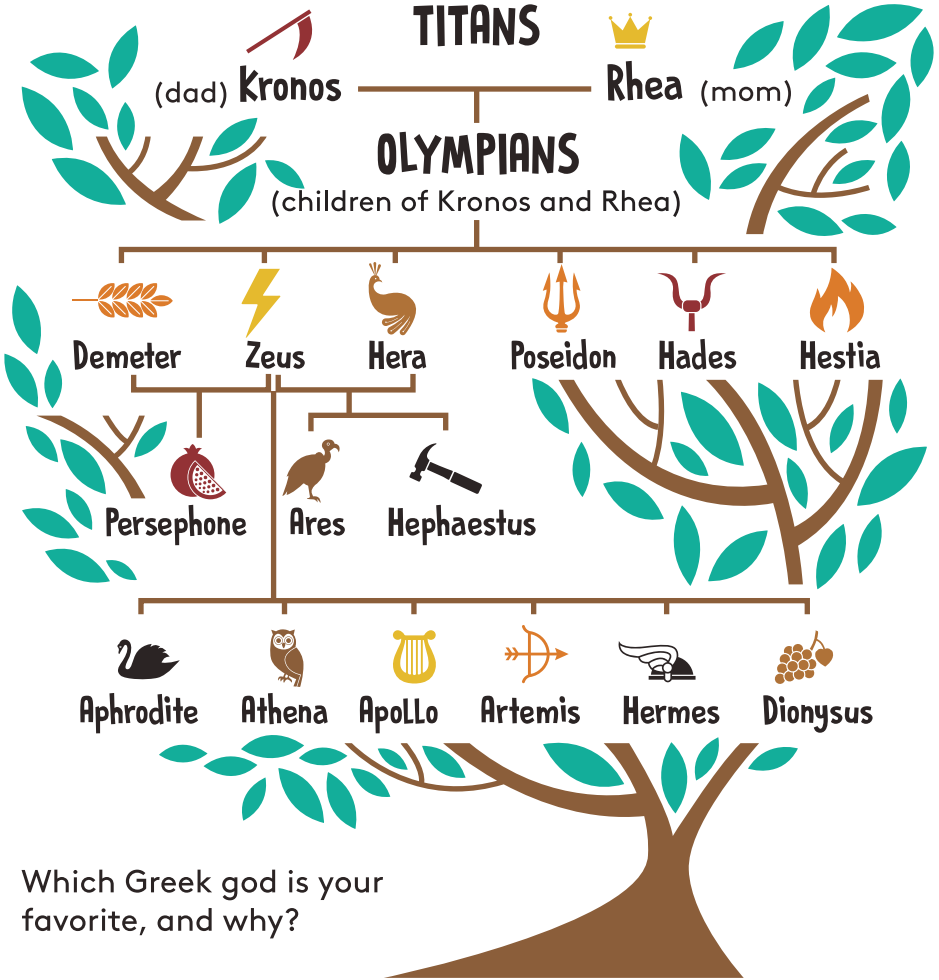 TITANS
(dad) Kronos
Rhea (mom)
OLYMPIANS
(children of Kronos and Rhea)
Demeter
Zeus
Hera
Poseidon
Hades
Hestia
Persephone
Ares
Hephaestus
Aphrodite
Athena
Apollo
Artemis
Hermes
Dionysus
Which Greek god is your
favorite, and why?